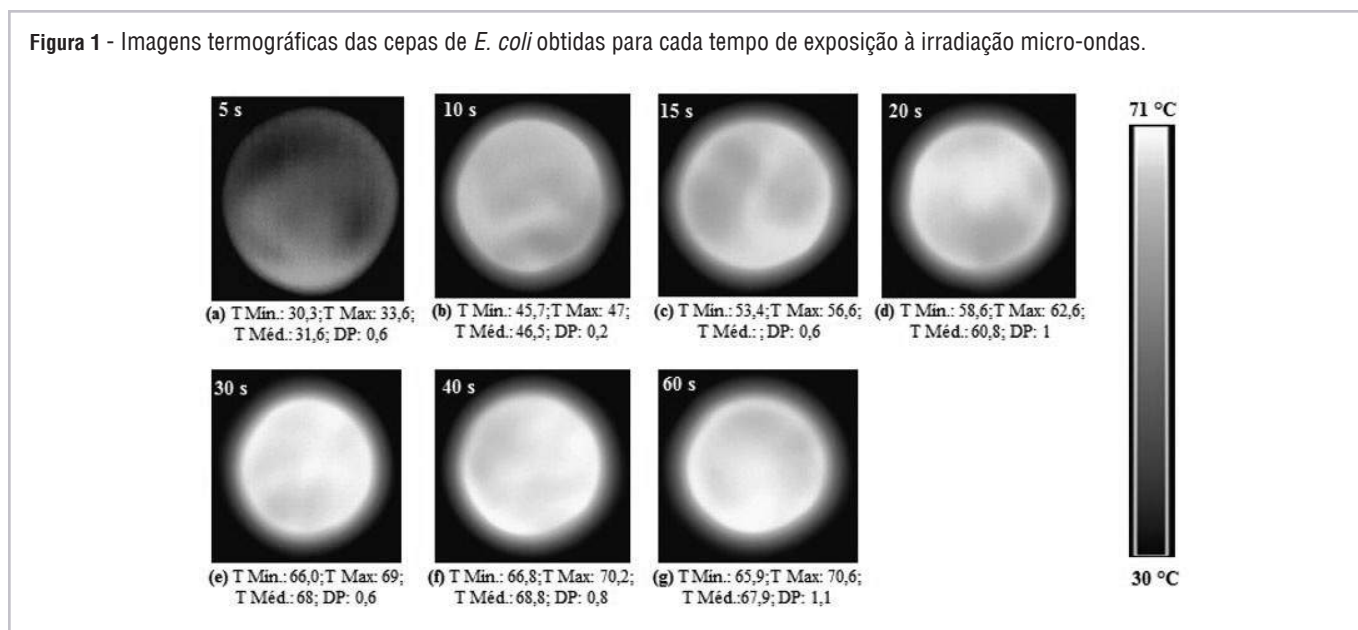 Figura 1 - Imagens termográficas das cepas de E. coli obtidas para cada tempo de exposição à irradiação micro-ondas.
5 s
10 s
15 s
20 s
71 °C
(a) T Min.: 30,3;T Max: 33,6;
T Méd.:31,6; DP: 0,6
(b) T Min.: 45,7;T Max: 47;
T Méd.: 46,5; DP: 0,2
(c) T Min.: 53,4;T Max: 56,6;
T Méd.: ; DP: 0,6
(d) T Min.: 58,6;T Max: 62,6;
T Méd.: 60,8; DP: 1
30 s
40 s
60 s
(e) T Min.: 66,0;T Max: 69;
T Méd.: 68; DP: 0,6
(f) T Min.: 66,8;T Max: 70,2;
T Méd.: 68,8; DP: 0,8
(g) T Min.: 65,9;T Max: 70,6;
T Méd.:67,9; DP: 1,1
30 °C